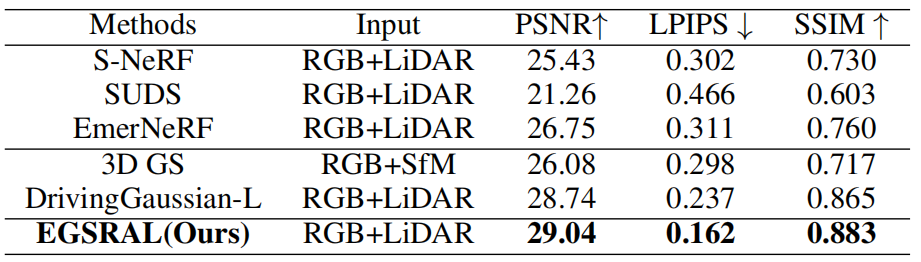 Methods Input PSNR↑ LPIPS ↓ SSIM ↑
S-NeRF RGB+LiDAR 25.43 0.302 0.730
SUDS RGB+LiDAR 21.26 0.466 0.603
EmerNeRF RGB+LiDAR 26.75 0.311 0.760
3D GS RGB+SfM 26.08 0.298 0.717
DrivingGaussian-L RGB+LiDAR 28.74 0.237 0.865
EGSRAL(Ours) RGB+LiDAR 29.04 0.162 0.883